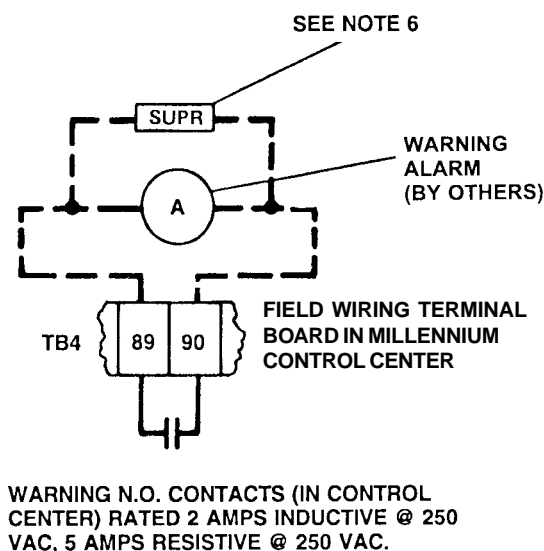 SEE NOTE 6
SUPR
WARNING
ALARM
(BY OTHERS)
A
FIELD WIRING TERMINAL
BOARD IN MILLENNIUM
CONTROL CENTER
TB4
89
90
WARNING N.O. CONTACTS (IN CONTROL
CENTER) RATED 2 AMPS INDUCTIVE @ 250
VAC, 5 AMPS RESISTIVE @ 250 VAC.